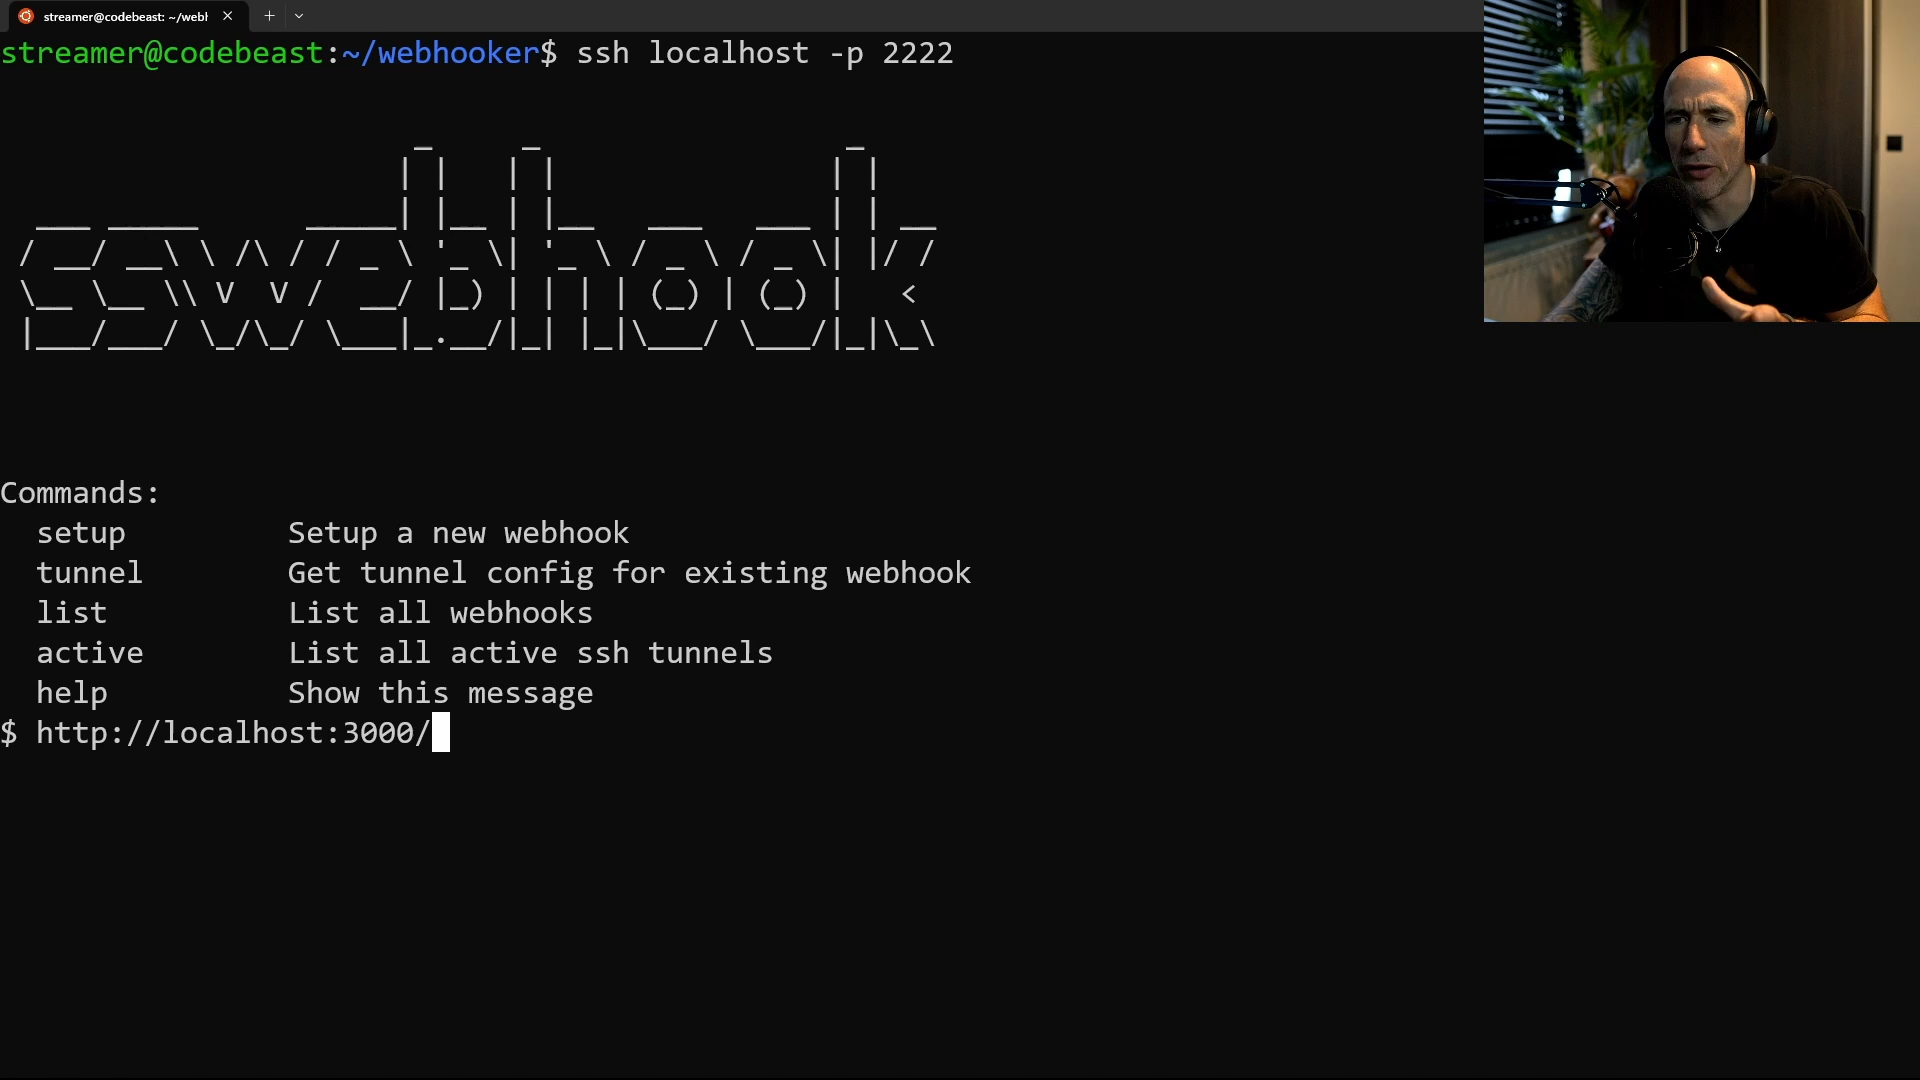 streamer@codebeast: ~/webl
streamer@codebeast:~/webhooker$ ssh localhost -p 2222
sswebhook
Commands:
setup Setup a new webhook
tunnel Get tunnel config for existing webhook
list List all webhooks
active List all active ssh tunnels
help Show this message
$ http://localhost:3000/